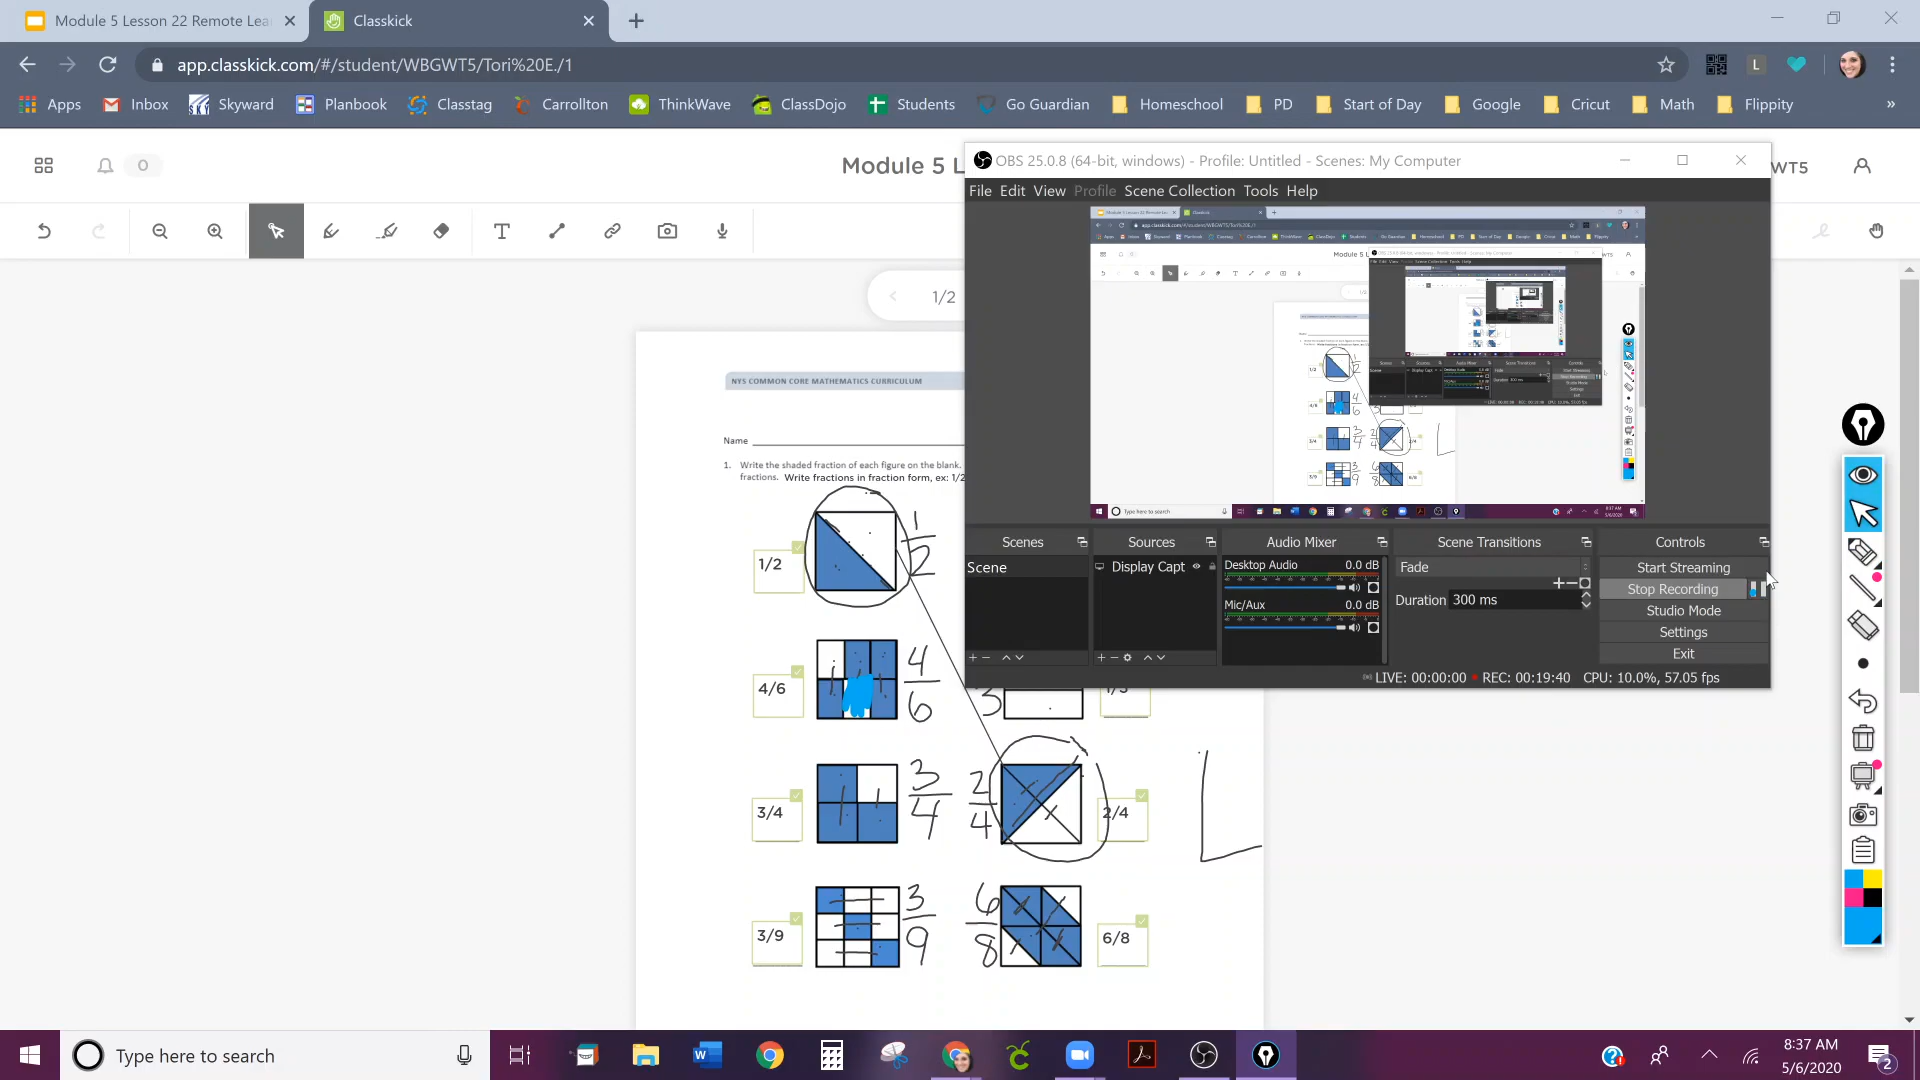 Module 5 Lesson 22 Remote Lea
Classkick
app.classkick.com/#/student/WBGWT5/Tori%20E./1
L
Apps
Inbox
Skyward
Planbook
Classtag
Carrollton
ThinkWave
ClassDojo
Students
Go Guardian
Homeschool
PD
Start of Day
Google
Cricut
Math
Flippity
»
0
Module 5 L
WT5
OBS 25.0.8 (64-bit, windows) - Profile: Untitled - Scenes: My Computer
File Edit View Profile Scene Collection Tools Help
1/2
NYS COMMON CORE MATHEMATICS CURRICULUM
Name
1. Write the shaded fraction of each figure on the blank.
fractions. Write fractions in fraction form, ex: 1/2
1/2
1
2
4/6
4
6
3
1/3
3/4
3
4
2
4
2/4
L
3/9
3
9
6
8
6/8
Scenes
Sources
Audio Mixer
Scene Transitions
Controls
Scene
Display Capt
Desktop Audio 0.0 dB
Mic/Aux 0.0 dB
Fade
Duration 300 ms
Start Streaming
Stop Recording
Studio Mode
Settings
Exit
LIVE: 00:00:00 REC: 00:19:40 CPU: 10.0%, 57.05 fps
Type here to search
8:37 AM
5/6/2020
2